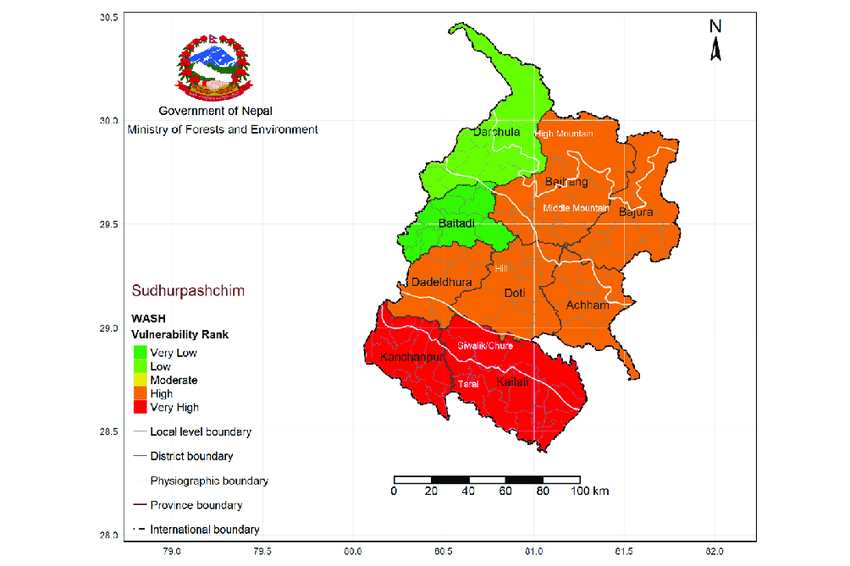 30.5
30.0
29.5
29.0
28.5
28.0
79.0
79.5
80.0
80.5
81.0
81.5
82.0
Government of Nepal
Ministry of Forests and Environment
N
Darchula
High Mountain
Bajhang
Middle Mountain
Bajura
Baitadi
Hill
Dadeldhura
Doti
Achham
Siwalik/Chure
Kanchanpur
Tarai
Kailali
Sudhurpashchim
WASH
Vulnerability Rank
Very Low
Low
Moderate
High
Very High
Local level boundary
District boundary
Physiographic boundary
Province boundary
International boundary
0 20 40 60 80 100 km